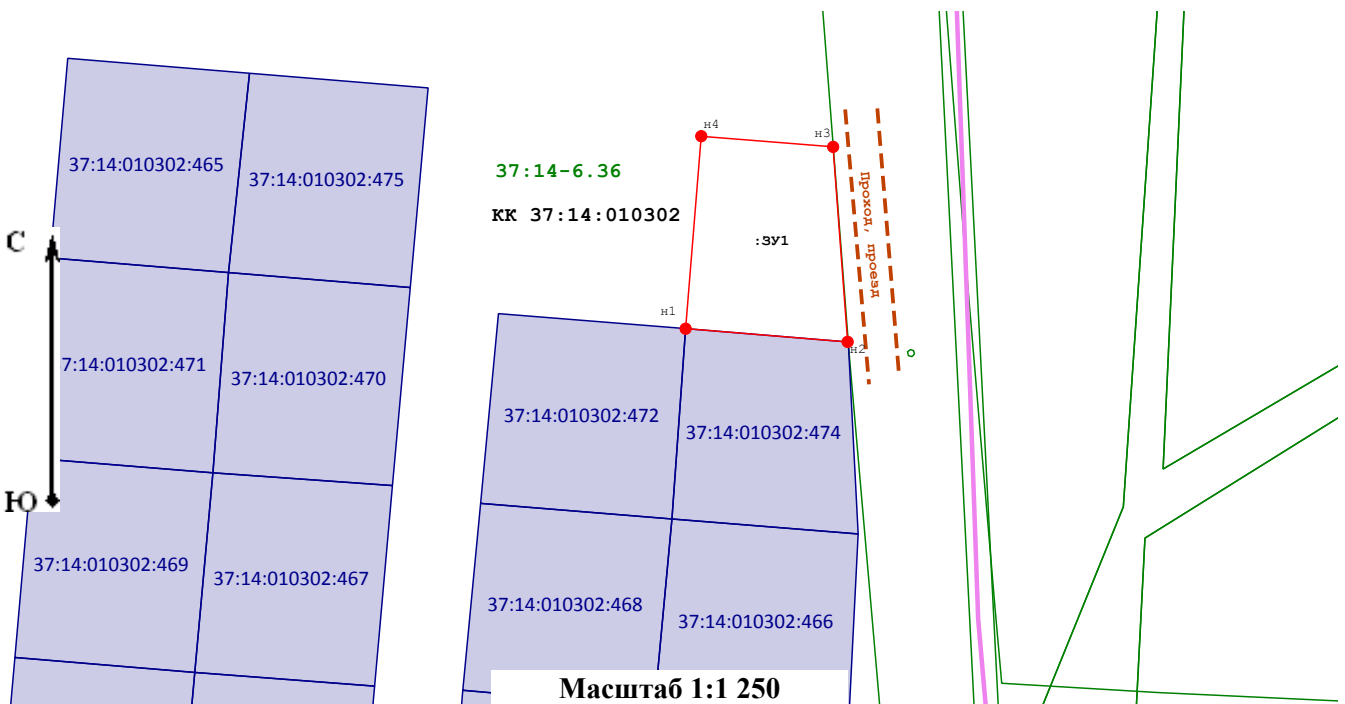 н4
н3
37:14:010302:465
37:14:010302:475
37:14-6.36
КК 37:14:010302
Проход, проезд
:ЗУ1
С
н1
н2
7:14:010302:471
37:14:010302:470
37:14:010302:472
37:14:010302:474
Ю
37:14:010302:469
37:14:010302:467
37:14:010302:468
37:14:010302:466
Масштаб 1:1 250